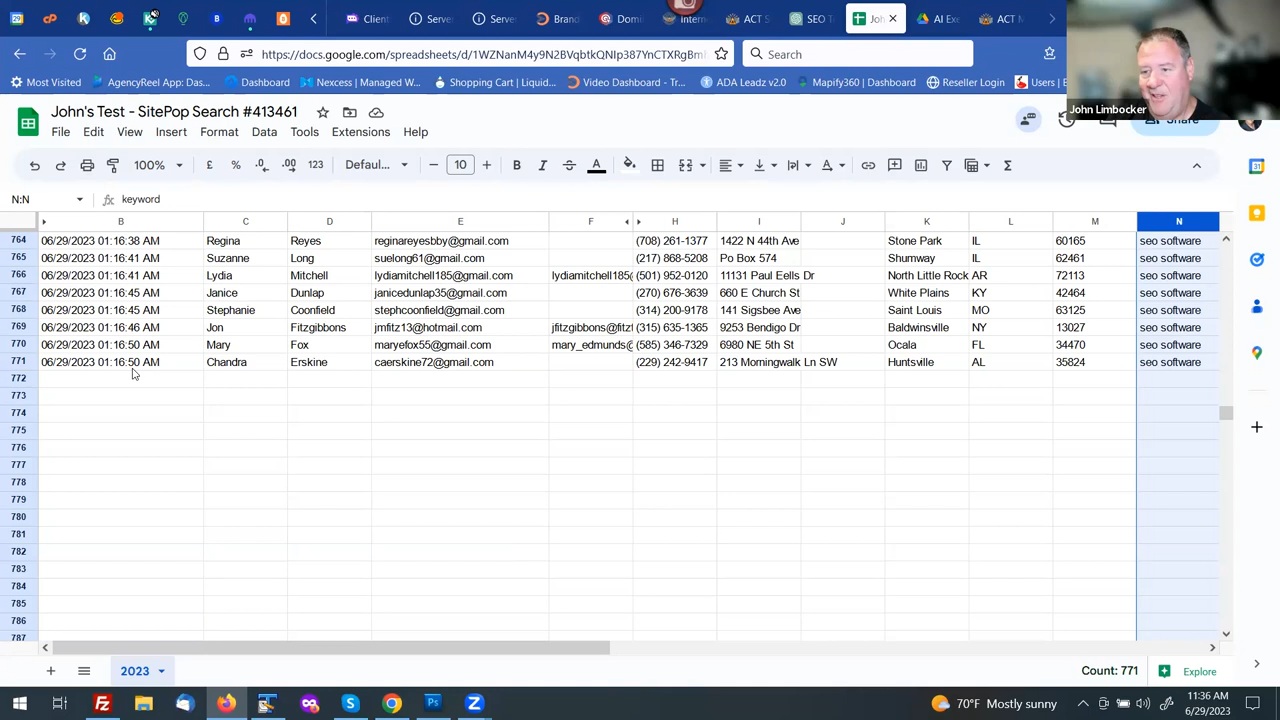 Client
Server
Server
Brand
Domi
Intern
ACT S
SEO T
Joh
AI Exe
ACT M
https://docs.google.com/spreadsheets/d/1WZNanM4y9N2BVqbtkQNIp387YnCTXRgBm
Search
Most Visited
AgencyReel App: Das...
Dashboard
Nexcess | Managed W...
Shopping Cart | Liquid...
Video Dashboard - Tr...
ADA Leadz v2.0
Mapify360 | Dashboard
Reseller Login
Users | B
John Limbocker
John's Test - SitePop Search #413461
File Edit View Insert Format Data Tools Extensions Help
Share
100% £ % .0 .00 123 Defaul... 10 B I A
N:N fx keyword
B C D E F H I J K L M N
764 06/29/2023 01:16:38 AM Regina Reyes reginareyesbby@gmail.com (708) 261-1377 1422 N 44th Ave Stone Park IL 60165 seo software
765 06/29/2023 01:16:41 AM Suzanne Long suelong61@gmail.com (217) 868-5208 Po Box 574 Shumway IL 62461 seo software
766 06/29/2023 01:16:41 AM Lydia Mitchell lydiamitchell185@gmail.com lydiamitchell185@ (501) 952-0120 11131 Paul Eells Dr North Little Rock AR 72113 seo software
767 06/29/2023 01:16:45 AM Janice Dunlap janicedunlap35@gmail.com (270) 676-3639 660 E Church St White Plains KY 42464 seo software
768 06/29/2023 01:16:45 AM Stephanie Coonfield stephcoonfield@gmail.com (314) 200-9178 141 Sigsbee Ave Saint Louis MO 63125 seo software
769 06/29/2023 01:16:46 AM Jon Fitzgibbons jmfitz13@hotmail.com jfitzgibbons@fitzt (315) 635-1365 9253 Bendigo Dr Baldwinsville NY 13027 seo software
770 06/29/2023 01:16:50 AM Mary Fox maryefox55@gmail.com mary_edmunds@ (585) 346-7329 6980 NE 5th St Ocala FL 34470 seo software
771 06/29/2023 01:16:50 AM Chandra Erskine caerskine72@gmail.com (229) 242-9417 213 Morningwalk Ln SW Huntsville AL 35824 seo software
772
773
774
775
776
777
778
779
780
781
782
783
784
785
786
787
2023
Count: 771
Explore
70°F Mostly sunny
11:36 AM
6/29/2023